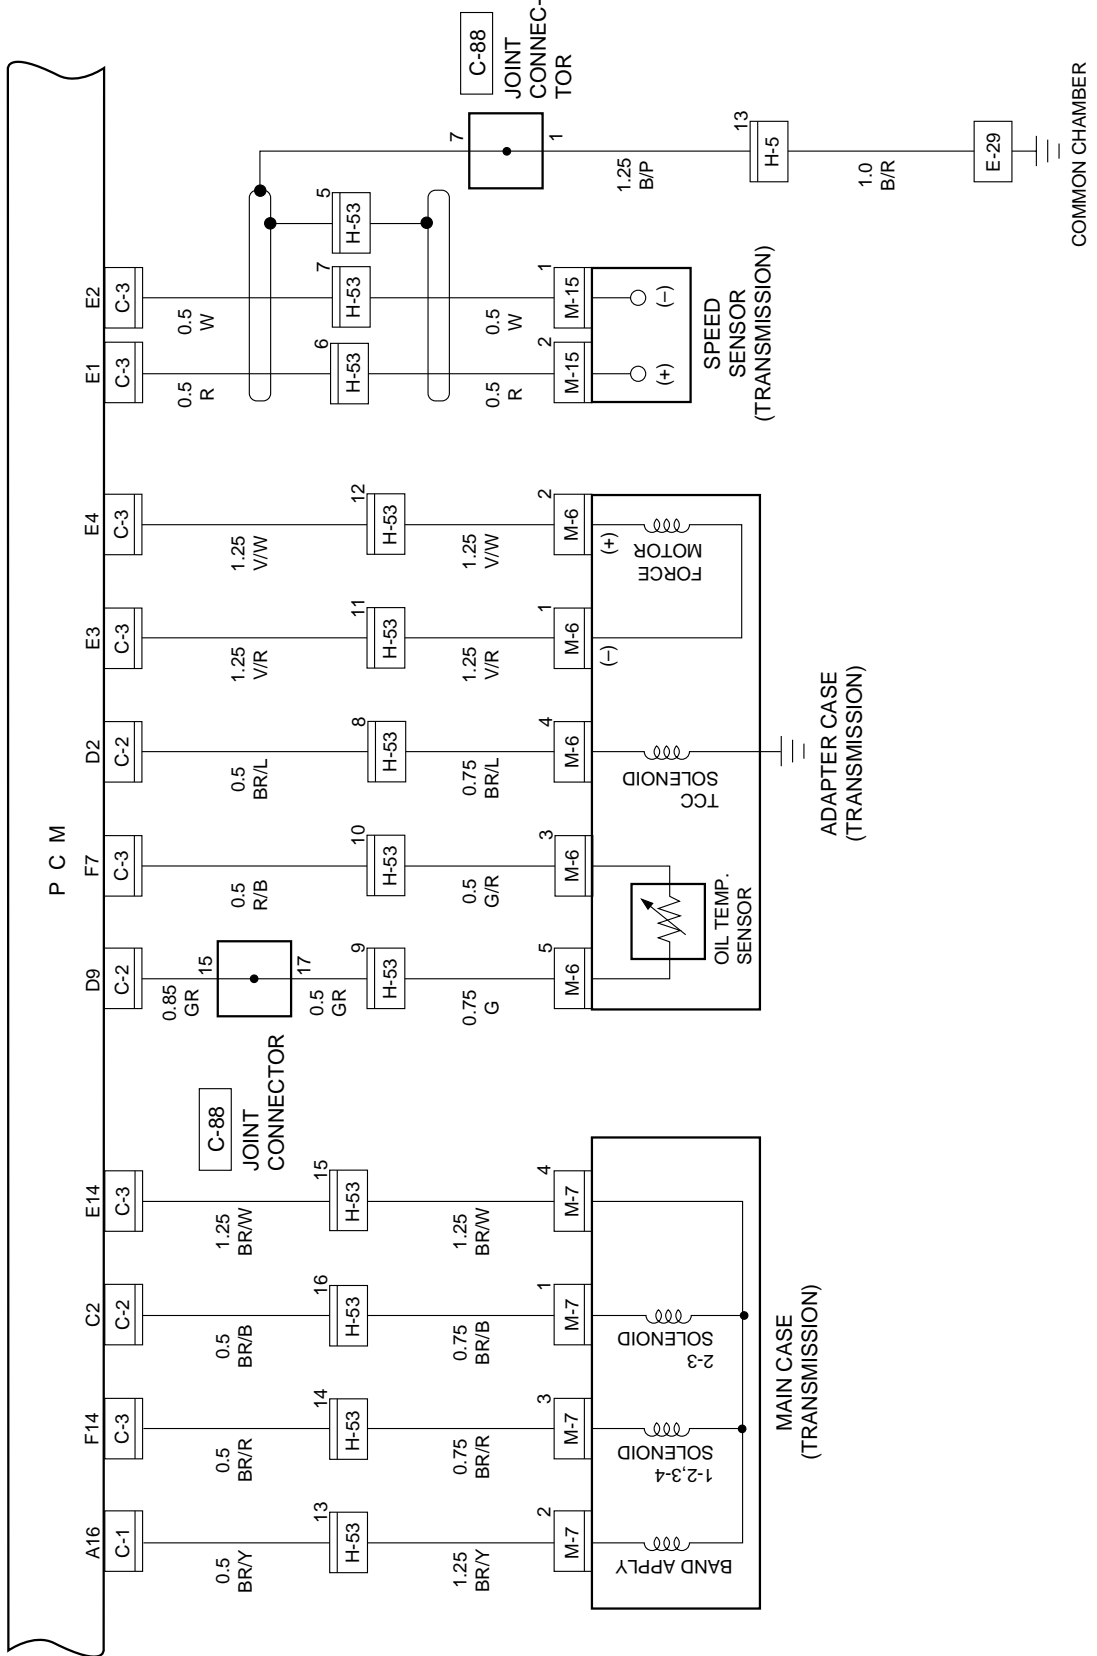 P C M
A16
C-1
0.5
BR/Y
13
H-53
1.25
BR/Y
2
M-7
BAND APPLY
F14
C-3
0.5
BR/R
14
H-53
0.75
BR/R
3
M-7
1-2,3-4
SOLENOID
C2
C-2
0.5
BR/B
16
H-53
0.75
BR/B
1
M-7
2-3
SOLENOID
E14
C-3
1.25
BR/W
15
H-53
1.25
BR/W
4
M-7
MAIN CASE
(TRANSMISSION)
C-88
JOINT
CONNECTOR
D9
C-2
0.85
GR
15
17
0.5
GR
9
H-53
0.75
G
5
M-6
OIL TEMP.
SENSOR
F7
C-3
0.5
R/B
10
H-53
0.5
G/R
3
M-6
D2
C-2
0.5
BR/L
8
H-53
0.75
BR/L
4
M-6
TCC
SOLENOID
E3
C-3
1.25
V/R
11
H-53
1.25
V/R
1
M-6
(–)
E4
C-3
1.25
V/W
12
H-53
1.25
V/W
2
M-6
(+)
FORCE
MOTOR
ADAPTER CASE
(TRANSMISSION)
E1
C-3
0.5
R
6
H-53
0.5
R
2
M-15
(+)
E2
C-3
0.5
W
7
H-53
0.5
W
1
M-15
(–)
SPEED
SENSOR
(TRANSMISSION)
5
H-53
C-88
JOINT
CONNEC-
TOR
7
1
1.25
B/P
13
H-5
1.0
B/R
E-29
COMMON CHAMBER